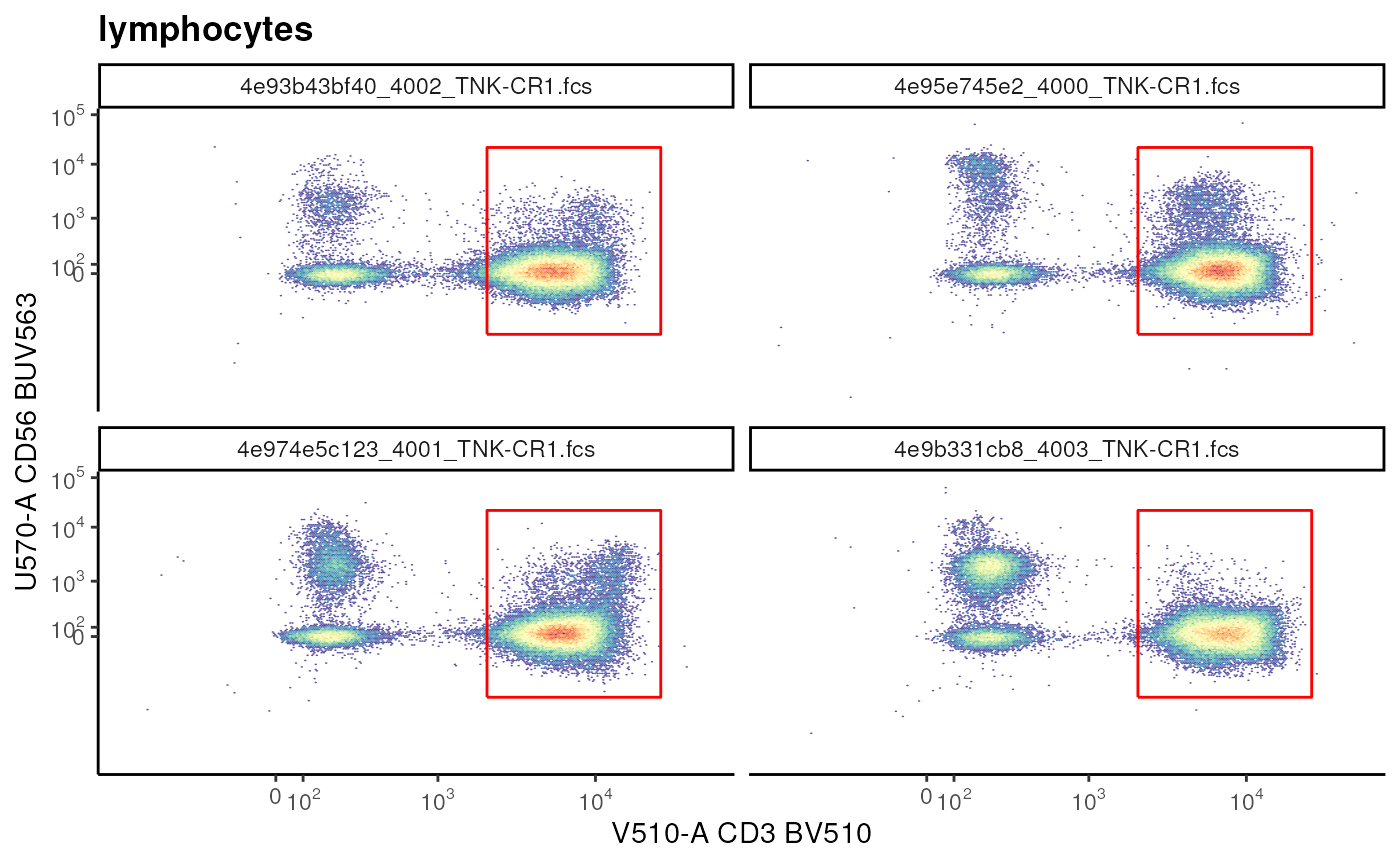 lymphocytes
4e93b43bf40_4002_TNK-CR1.fcs
4e95e745e2_4000_TNK-CR1.fcs
10^5
10^4
10^3
10^2
0
4e974e5c123_4001_TNK-CR1.fcs
4e9b331cb8_4003_TNK-CR1.fcs
10^5
10^4
10^3
10^2
0
U570-A CD56 BUV563
0 10^2 10^3 10^4
0 10^2 10^3 10^4
V510-A CD3 BV510